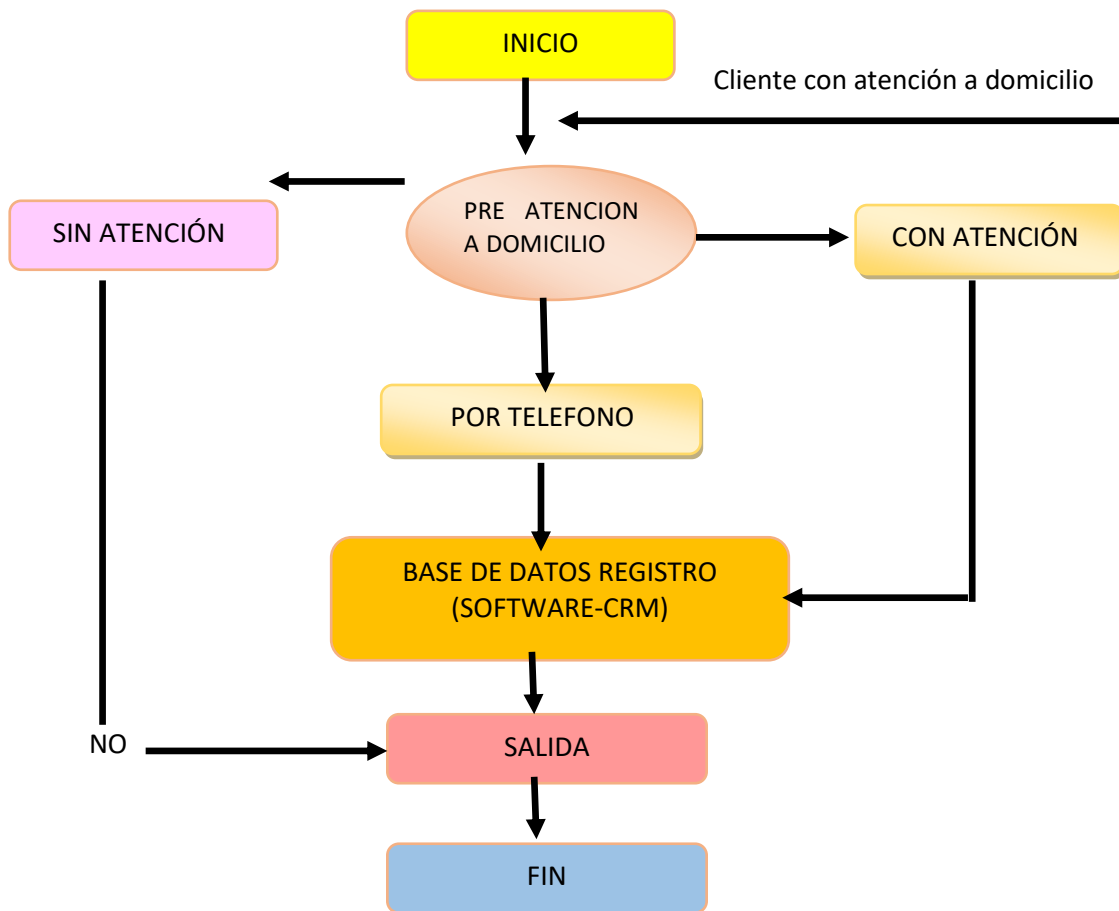 INICIO
Cliente con atención a domicilio
PRE ATENCION
A DOMICILIO
SIN ATENCIÓN
CON ATENCIÓN
POR TELEFONO
BASE DE DATOS REGISTRO
(SOFTWARE-CRM)
NO
SALIDA
FIN